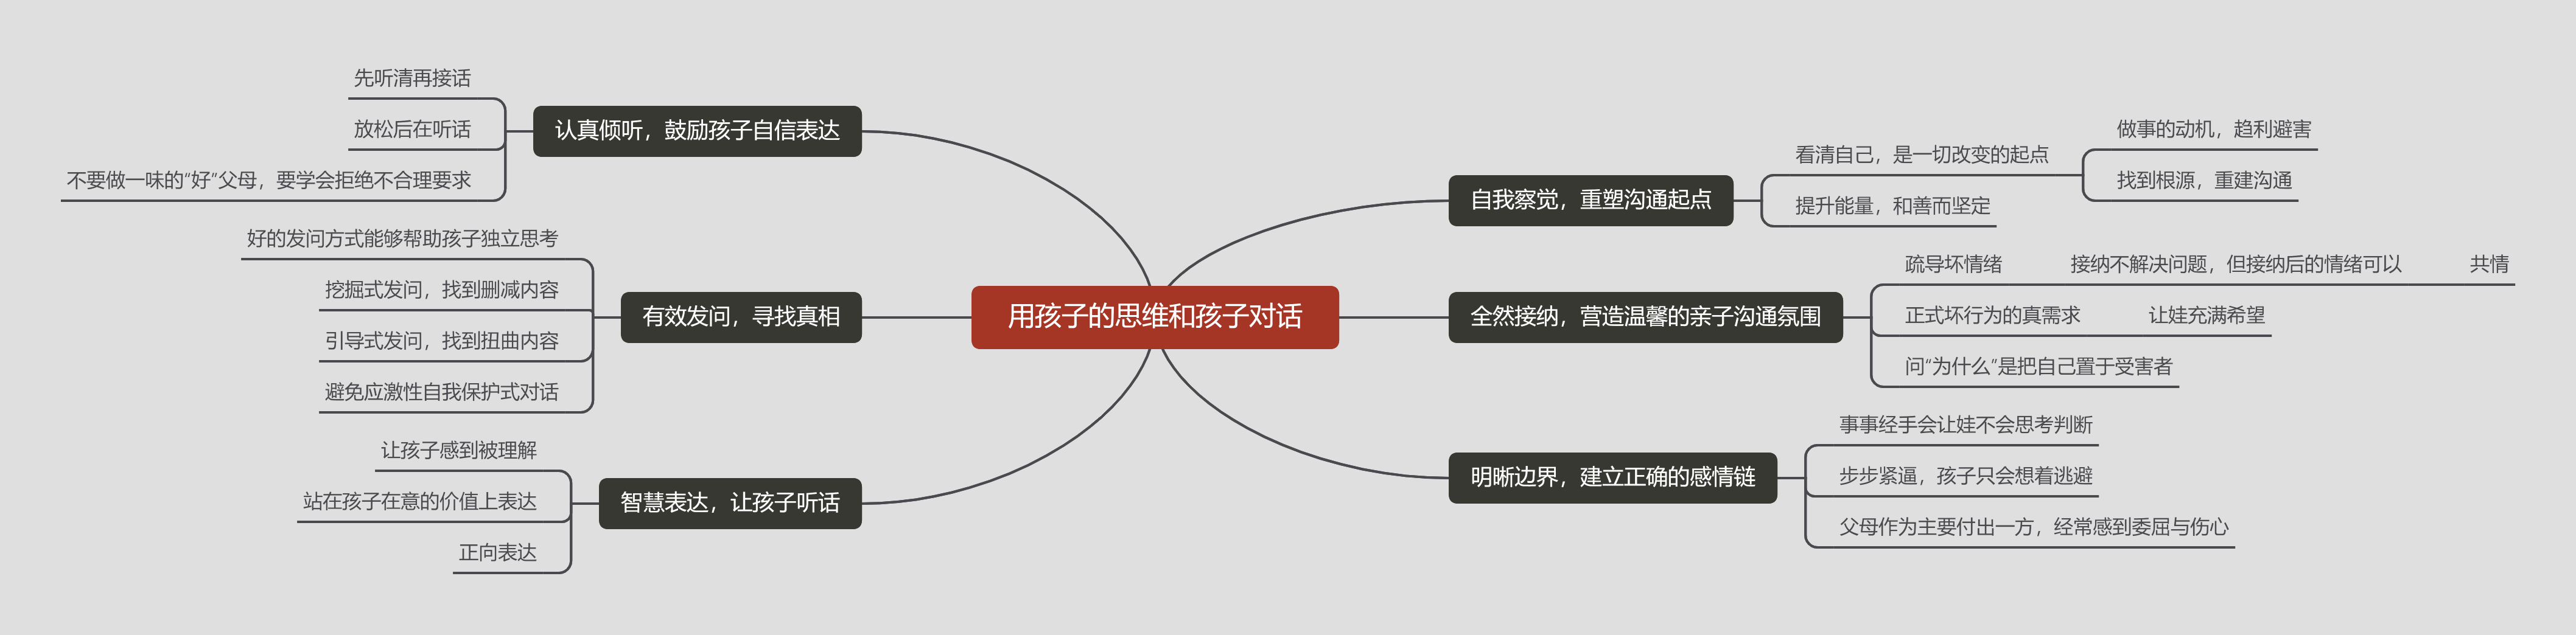 用孩子的思维和孩子对话
自我察觉，重塑沟通起点
看清自己，是一切改变的起点
做事的动机，趋利避害
找到根源，重建沟通
提升能量，和善而坚定
全然接纳，营造温馨的亲子沟通氛围
疏导坏情绪
接纳不解决问题，但接纳后的情绪可以
共情
正式坏行为的真需求
让娃充满希望
问“为什么”是把自己置于受害者
明晰边界，建立正确的感情链
事事经手会让娃不会思考判断
步步紧逼，孩子只会想着逃避
父母作为主要付出一方，经常感到委屈与伤心
认真倾听，鼓励孩子自信表达
先听清再接话
放松后在听话
不要做一味的“好”父母，要学会拒绝不合理要求
有效发问，寻找真相
好的发问方式能够帮助孩子独立思考
挖掘式发问，找到删减内容
引导式发问，找到扭曲内容
避免应激性自我保护式对话
智慧表达，让孩子听话
让孩子感到被理解
站在孩子在意的价值上表达
正向表达